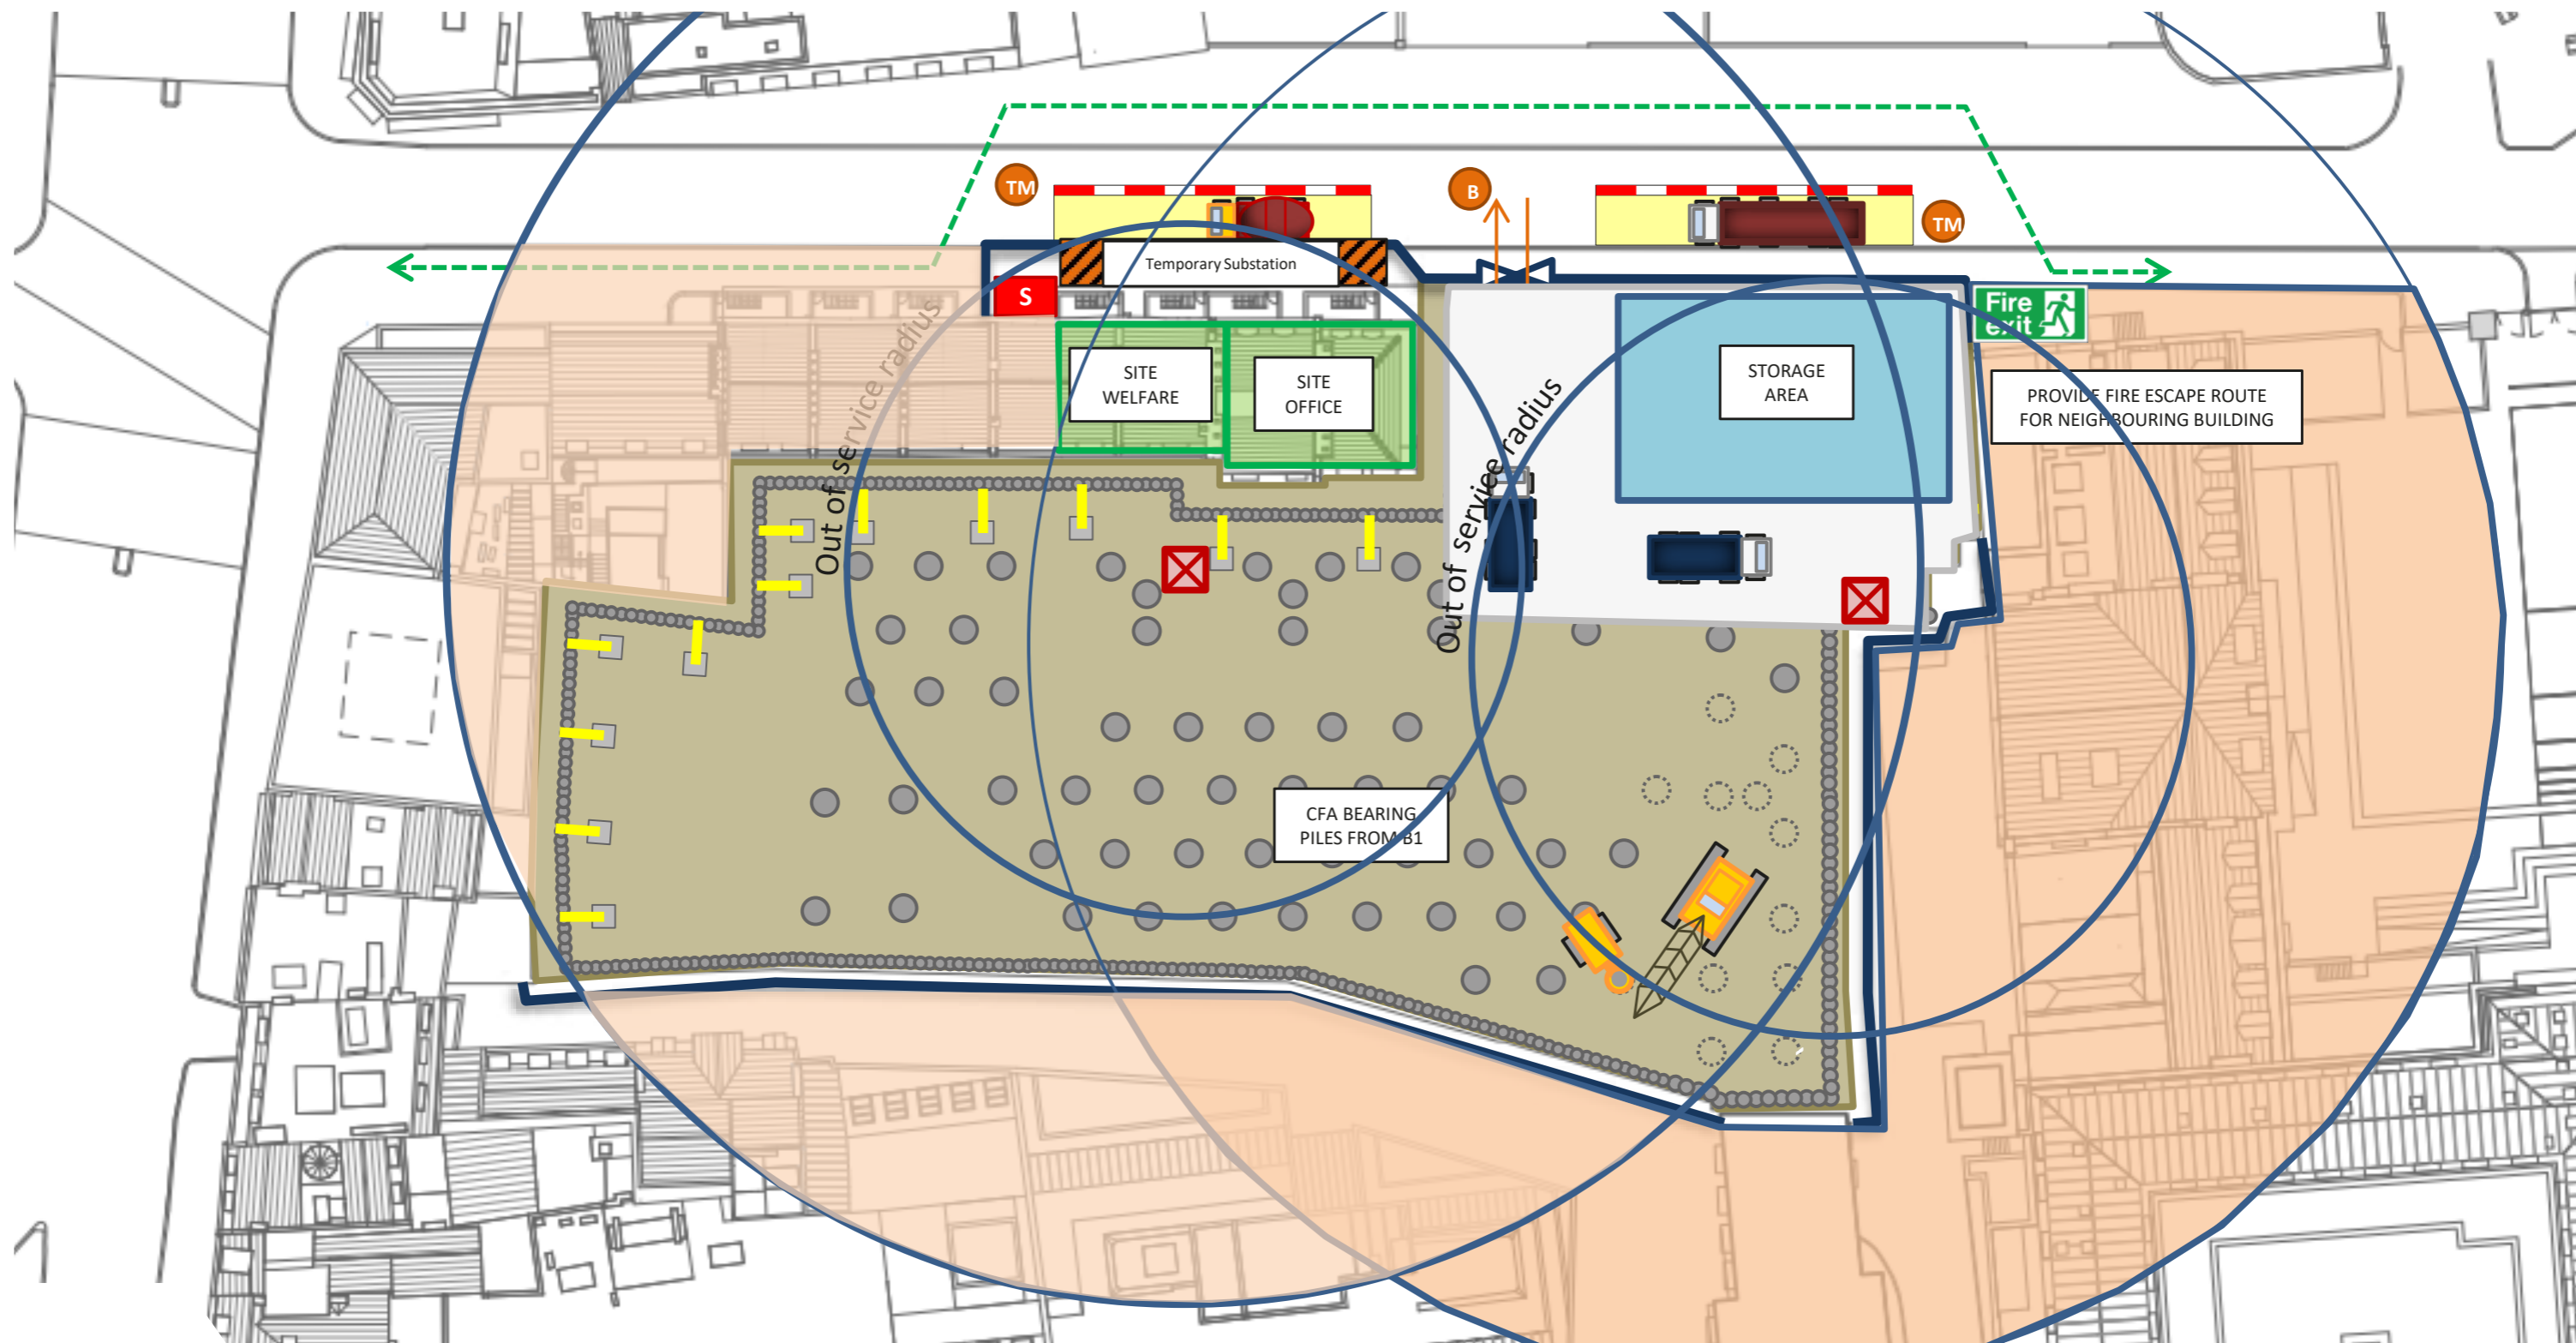 TM
B
TM
Temporary Substation
S
Fire
exit
SITE
WELFARE
SITE
OFFICE
STORAGE
AREA
PROVIDE FIRE ESCAPE ROUTE
FOR NEIGHBOURING BUILDING
Out of service radius
Out of service radius
CFA BEARING
PILES FROM B1